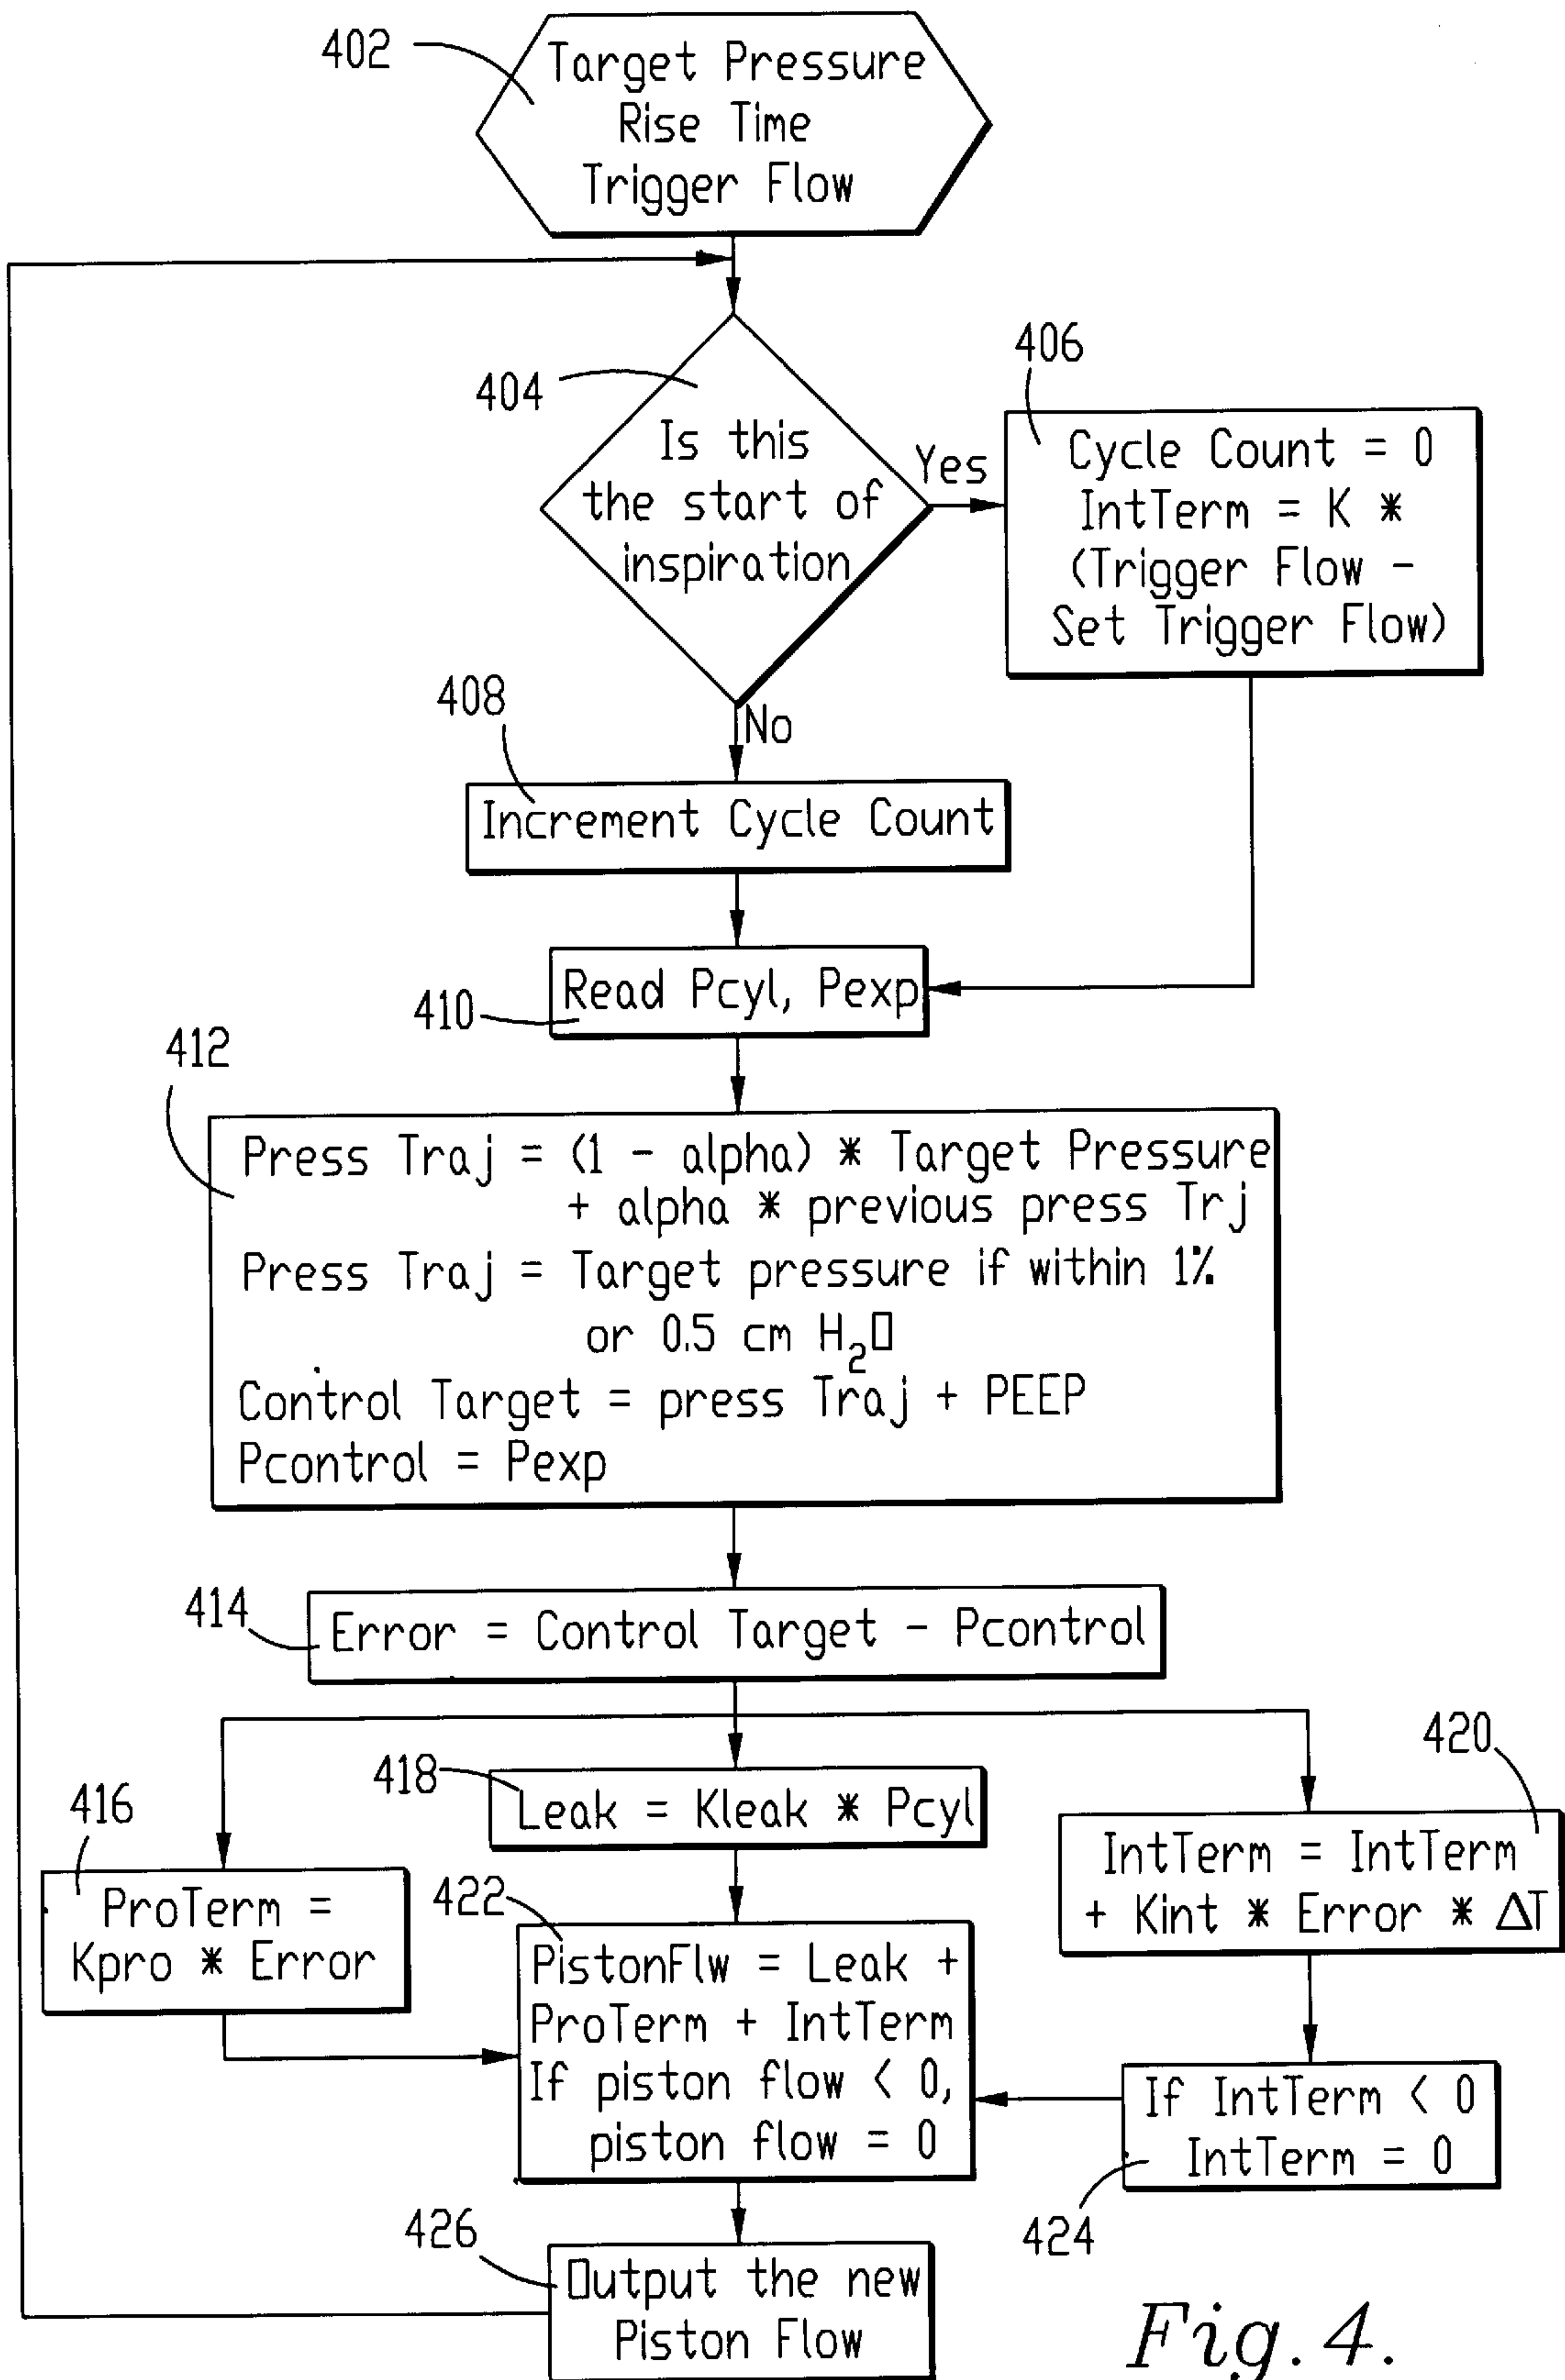 402
Target Pressure
Rise Time
Trigger Flow
404
Is this
the start of
inspiration
Yes
No
406
Cycle Count = 0
IntTerm = K *
(Trigger Flow -
Set Trigger Flow)
408
Increment Cycle Count
410
Read Pcyl, Pexp
412
Press Traj = (1 - alpha) * Target Pressure
+ alpha * previous press Trj
Press Traj = Target pressure if within 1%
or 0.5 cm H₂O
Control Target = press Traj + PEEP
Pcontrol = Pexp
414
Error = Control Target - Pcontrol
416
ProTerm =
Kpro * Error
418
Leak = Kleak * Pcyl
420
IntTerm = IntTerm
+ Kint * Error * ΔT
422
PistonFlw = Leak +
ProTerm + IntTerm
If piston flow < 0,
piston flow = 0
If IntTerm < 0
IntTerm = 0
424
426
Output the new
Piston Flow
Fig. 4.